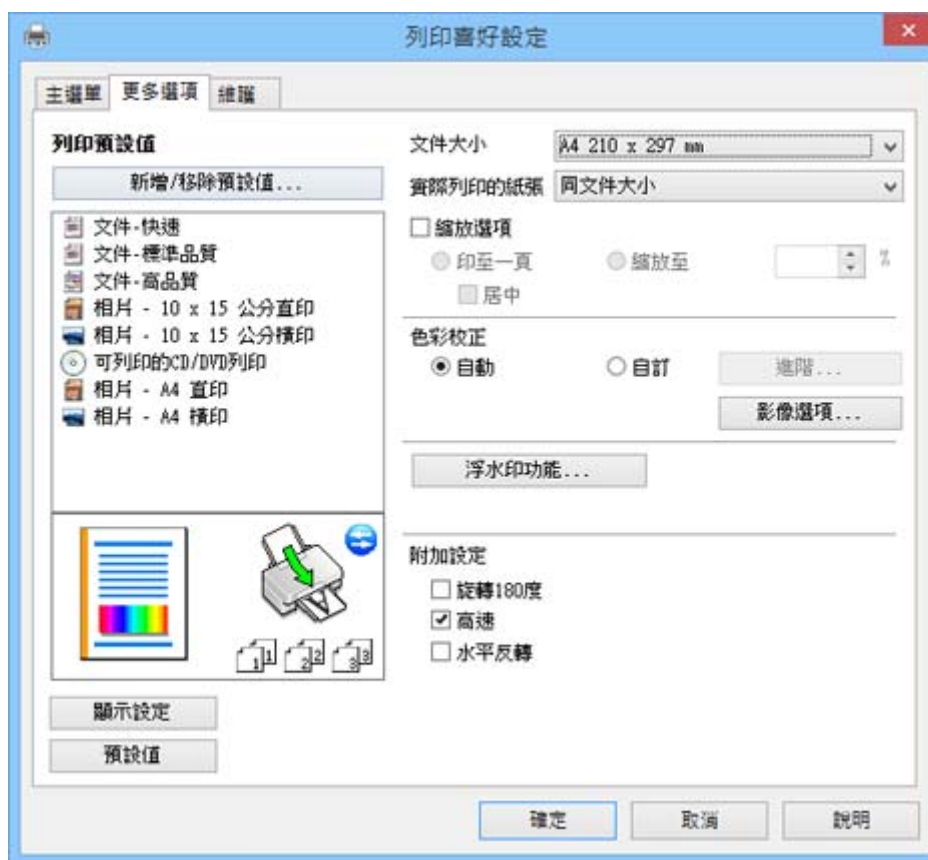 列印喜好設定
主選單 更多選項 維護
列印預設值
新增/移除預設值...
文件-快速
文件-標準品質
文件-高品質
相片 - 10 x 15 公分直印
相片 - 10 x 15 公分橫印
可列印的CD/DVD列印
相片 - A4 直印
相片 - A4 橫印
1 1 2 2 3 3
顯示設定
預設值
文件大小 A4 210 x 297 mm
實際列印的紙張 同文件大小
縮放選項
印至一頁 縮放至 %
居中
色彩校正
自動 自訂 進階...
影像選項...
浮水印功能...
附加設定
旋轉180度
高速
水平反轉
確定 取消 說明